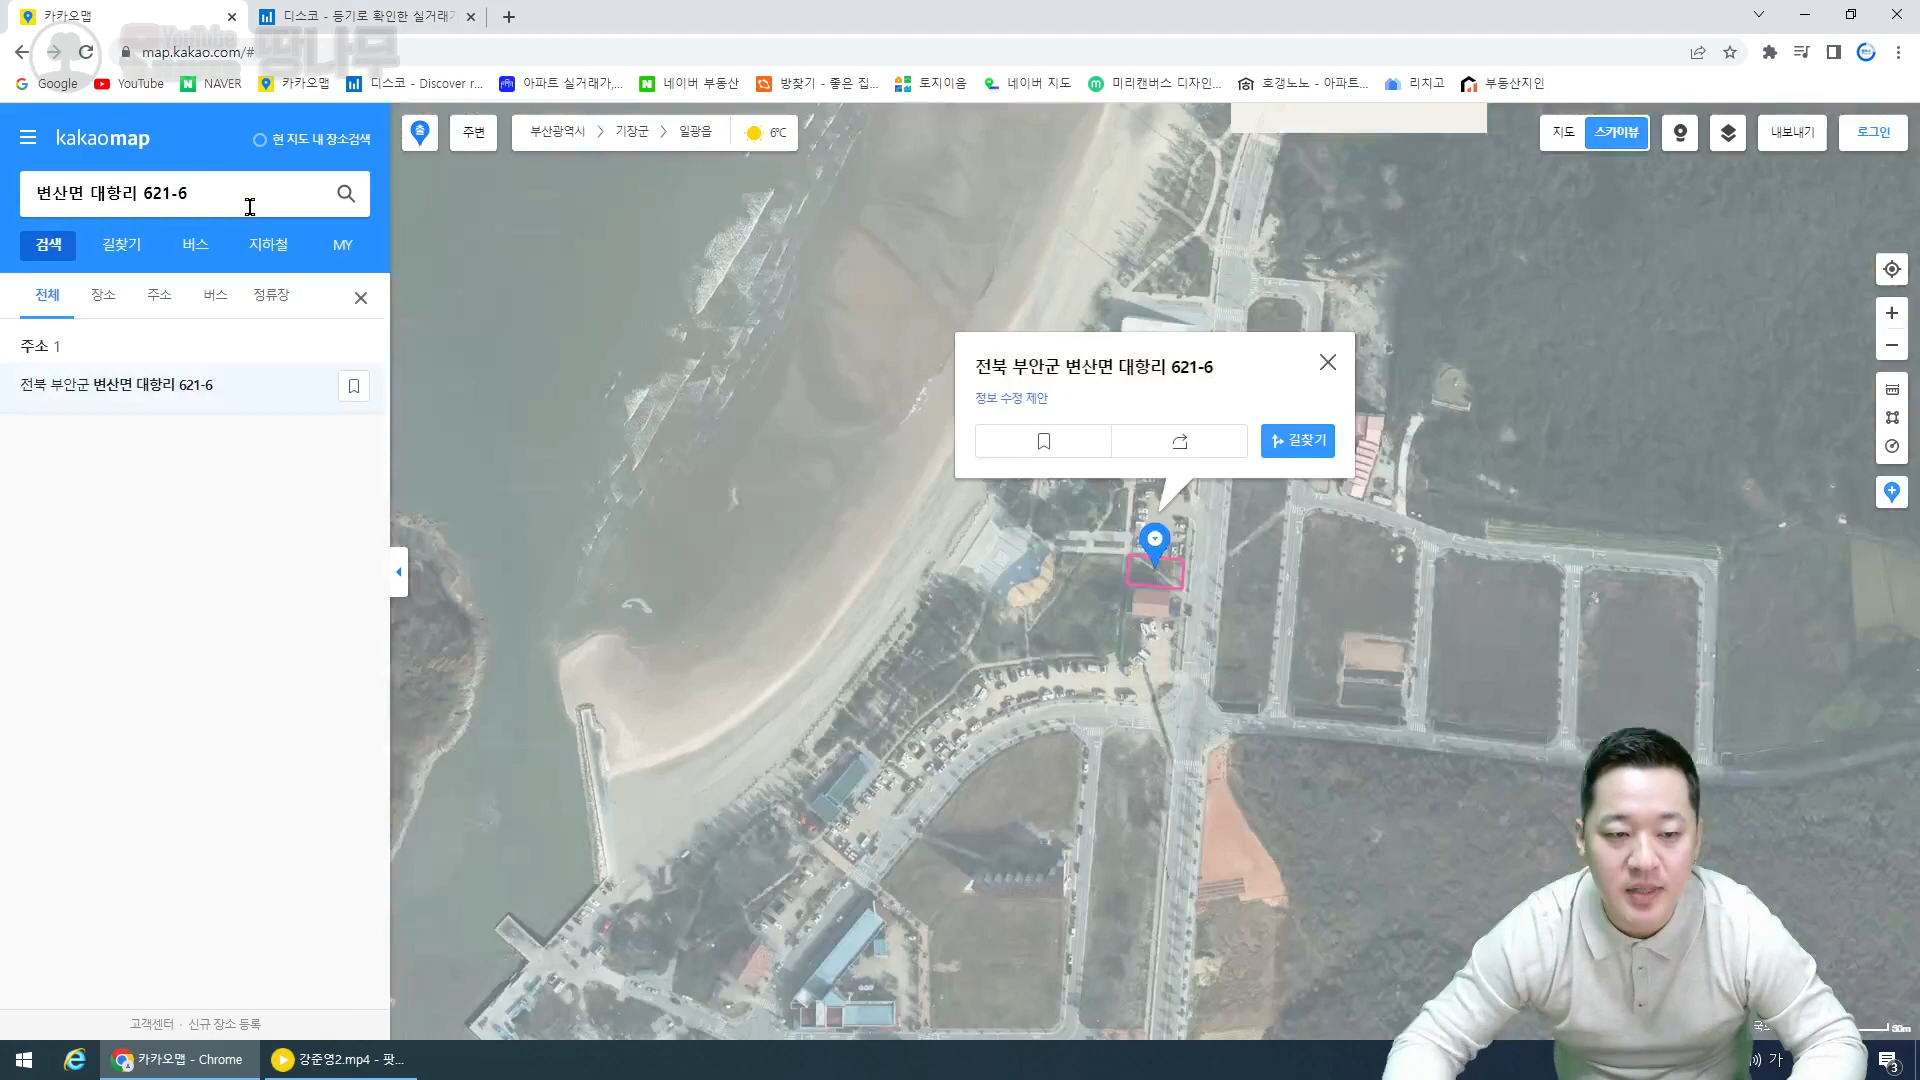 카카오맵
디스코 - 등기로 확인한 실거래가
YouTube
땅나무
map.kakao.com/#
Google
YouTube
NAVER
카카오맵
디스코 - Discover r...
아파트 실거래가,...
네이버 부동산
방찾기 - 좋은 집...
토지이음
네이버 지도
미리캔버스 디자인...
호갱노노 - 아파트...
리치고
부동산지인
kakaomap
현 지도 내 장소검색
변산면 대항리 621-6
검색
길찾기
버스
지하철
MY
전체
장소
주소
버스
정류장
주소 1
전북 부안군 변산면 대항리 621-6
고객센터 · 신규 장소 등록
출
주변
부산광역시
기장군
일광읍
6℃
지도
스카이뷰
내보내기
로그인
전북 부안군 변산면 대항리 621-6
정보 수정 제안
길찾기
30m
카카오맵 - Chrome
강준영2.mp4 - 팟...
가
3